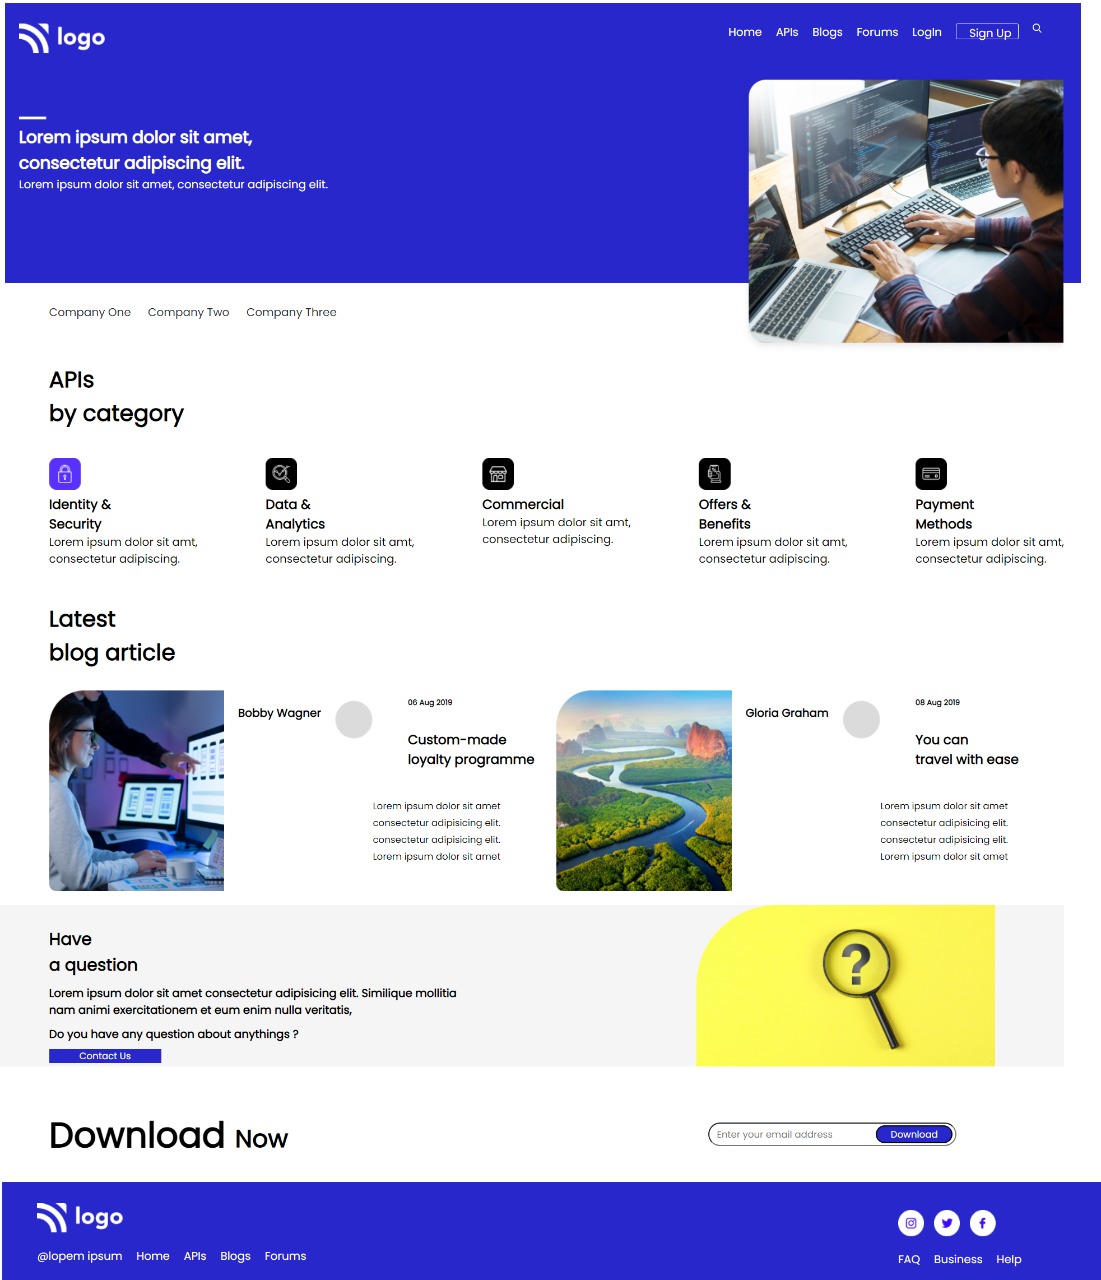 logo
Home APIs Blogs Forums LogIn Sign Up
Lorem ipsum dolor sit amet,
consectetur adipiscing elit.
Lorem ipsum dolor sit amet, consectetur adipiscing elit.
Company One Company Two Company Three
APIs
by category
Identity &
Security
Lorem ipsum dolor sit amt,
consectetur adipiscing.
Data &
Analytics
Lorem ipsum dolor sit amt,
consectetur adipiscing.
Commercial
Lorem ipsum dolor sit amt,
consectetur adipiscing.
Offers &
Benefits
Lorem ipsum dolor sit amt,
consectetur adipiscing.
Payment
Methods
Lorem ipsum dolor sit amt,
consectetur adipiscing.
Latest
blog article
Bobby Wagner
06 Aug 2019
Custom-made
loyalty programme
Lorem ipsum dolor sit amet
consectetur adipisicing elit.
consectetur adipisicing elit.
Lorem ipsum dolor sit amet
Gloria Graham
08 Aug 2019
You can
travel with ease
Lorem ipsum dolor sit amet
consectetur adipisicing elit.
consectetur adipisicing elit.
Lorem ipsum dolor sit amet
Have
a question
Lorem ipsum dolor sit amet consectetur adipisicing elit. Similique mollitia
nam animi exercitationem et eum enim nulla veritatis,
Do you have any question about anythings ?
Contact Us
?
Download Now
Enter your email address
Download
logo
@lopem ipsum Home APIs Blogs Forums
FAQ Business Help